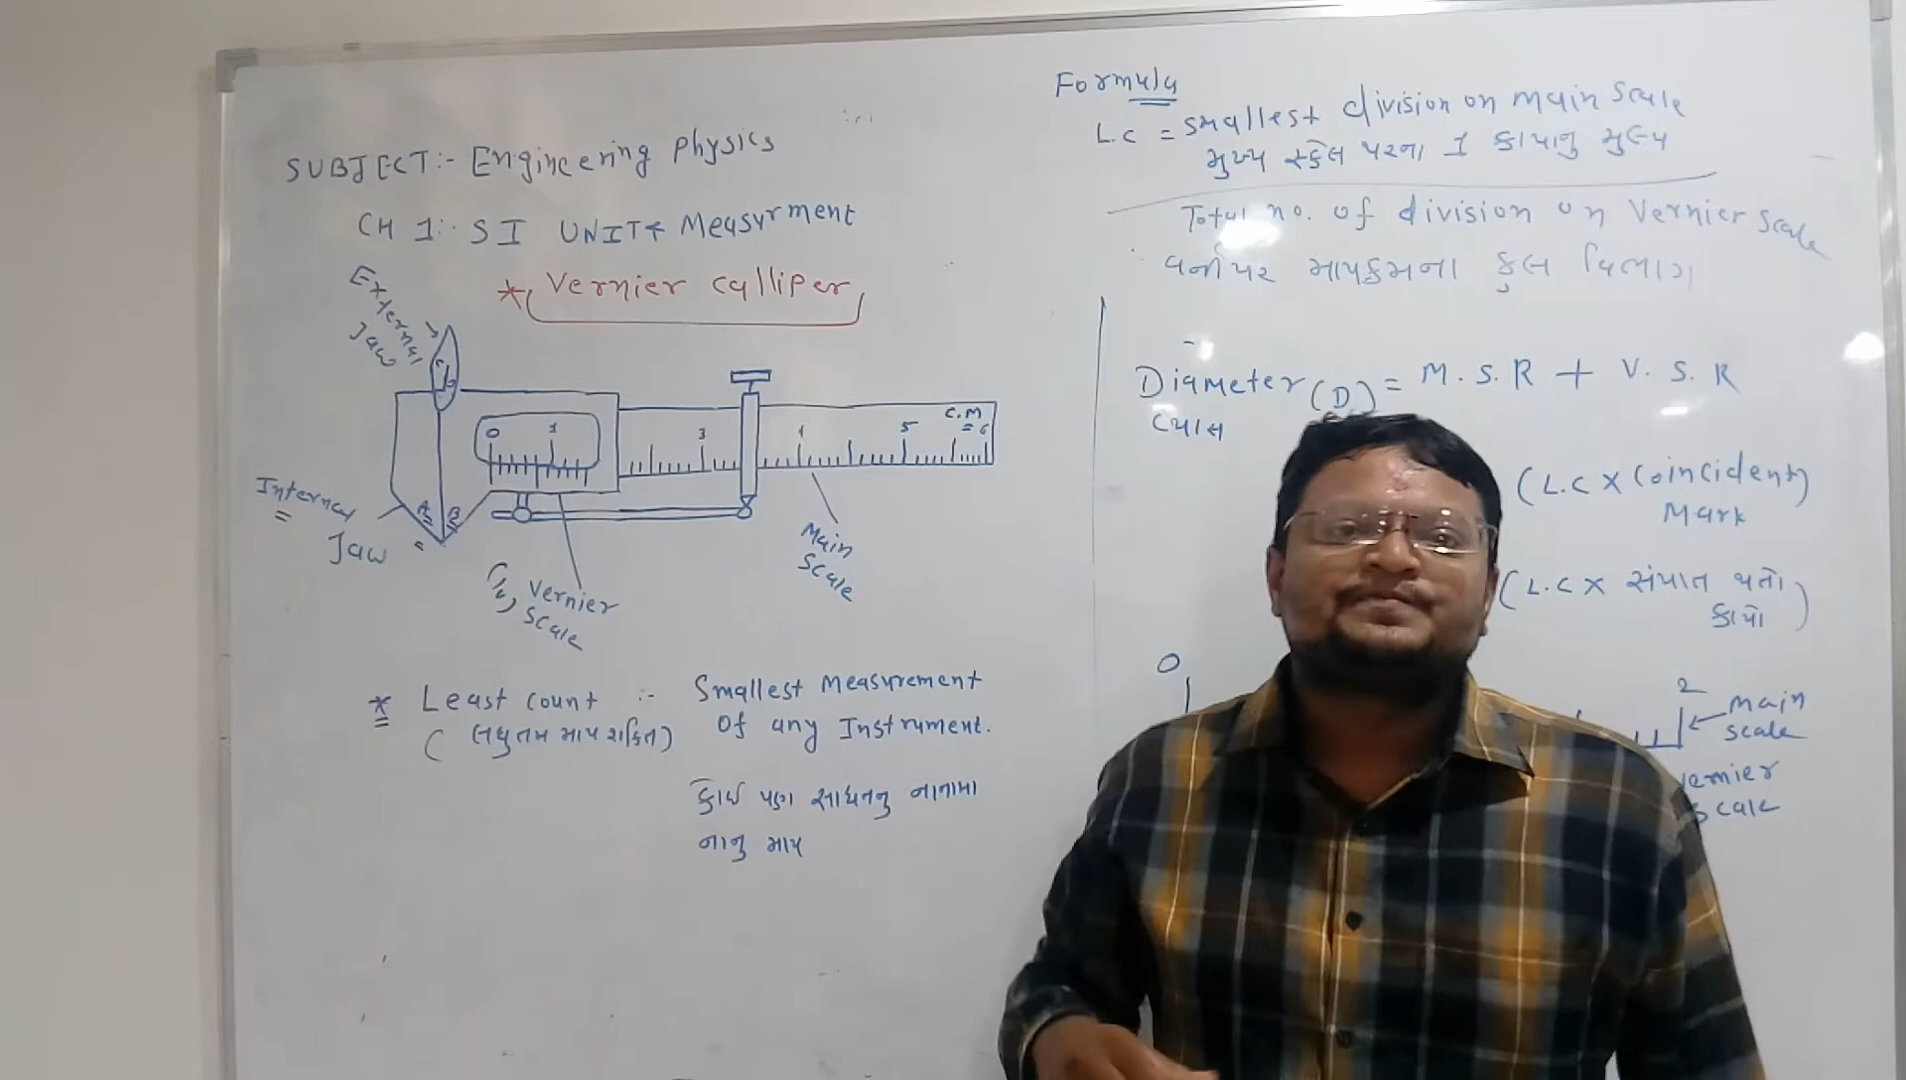 SUBJECT:- Engineering physics
CH 1:- SI UNIT & Measurment
* Vernier calliper
External
Jaw
C D
0 1
3
4
5
C.M
= 6
Internal
Jaw
A B
Vernier
Scale
Main
Scale
* Least count :- Smallest Measurement
( લઘુતમ માપ શક્તિ) Of any Instrument.
કોઈ પણ સાધનનુ નાનામા
નાનુ માપ
Formula
L.C = Smallest division on main Scale
મુખ્ય સ્કેલ પરના 1 કાપાનુ મુલ્ય
Total no. of division on Vernier Scale
વર્નીયર માપક્રમના કુલ વિભાગ
Diameter (D) = M. S. R + V. S. R
વ્યાસ
(L.C X Coincident)
Mark
(L.C X સંપાત થતો
કાપો )
0
2
main
scale
ernier
scale